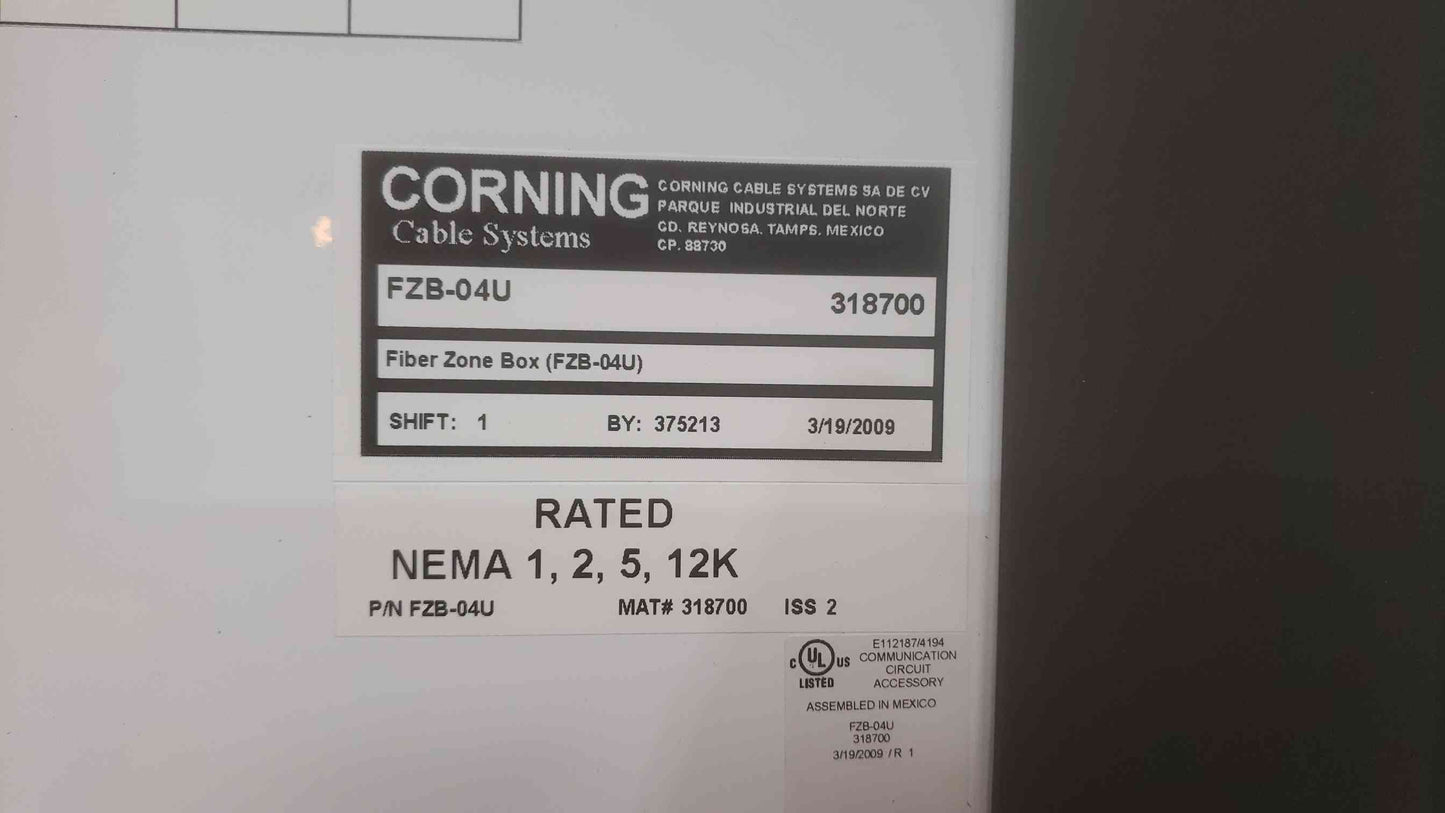 CORNING
Cable Systems
CORNING CABLE SYSTEMS SA DE CV
PARQUE INDUSTRIAL DEL NORTE
CD. REYNOSA. TAMPS. MEXICO
CP. 88730
FZB-04U 318700
Fiber Zone Box (FZB-04U)
SHIFT: 1 BY: 375213 3/19/2009
RATED
NEMA 1, 2, 5, 12K
P/N FZB-04U MAT# 318700 ISS 2
C UL US
LISTED
E112187/4194
COMMUNICATION
CIRCUIT
ACCESSORY
ASSEMBLED IN MEXICO
FZB-04U
318700
3/19/2009 / R 1